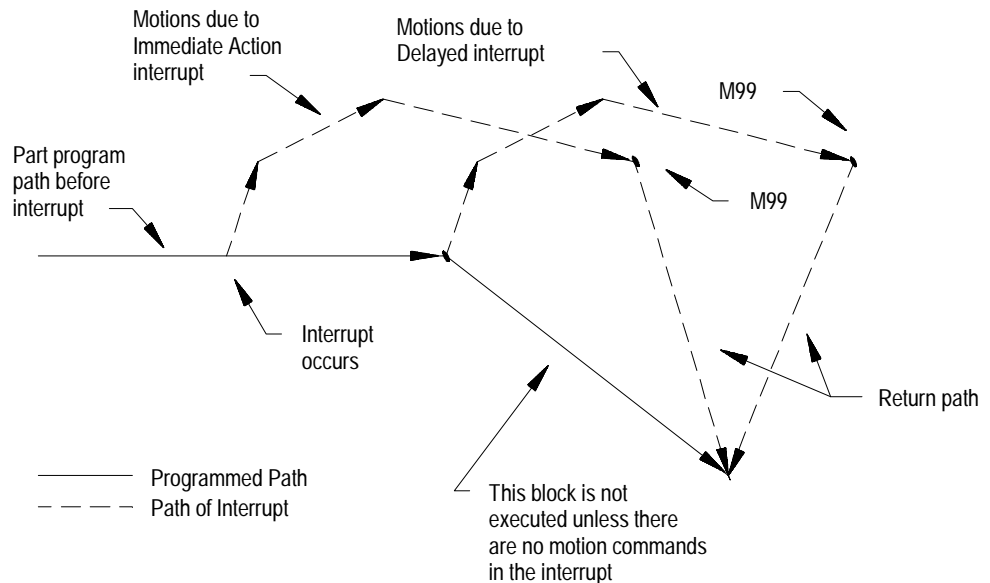 Motions due to
Immediate Action
interrupt
Motions due to
Delayed interrupt
M99
Part program
path before
interrupt
M99
Interrupt
occurs
Return path
Programmed Path
Path of Interrupt
This block is not
executed unless there
are no motion commands
in the interrupt